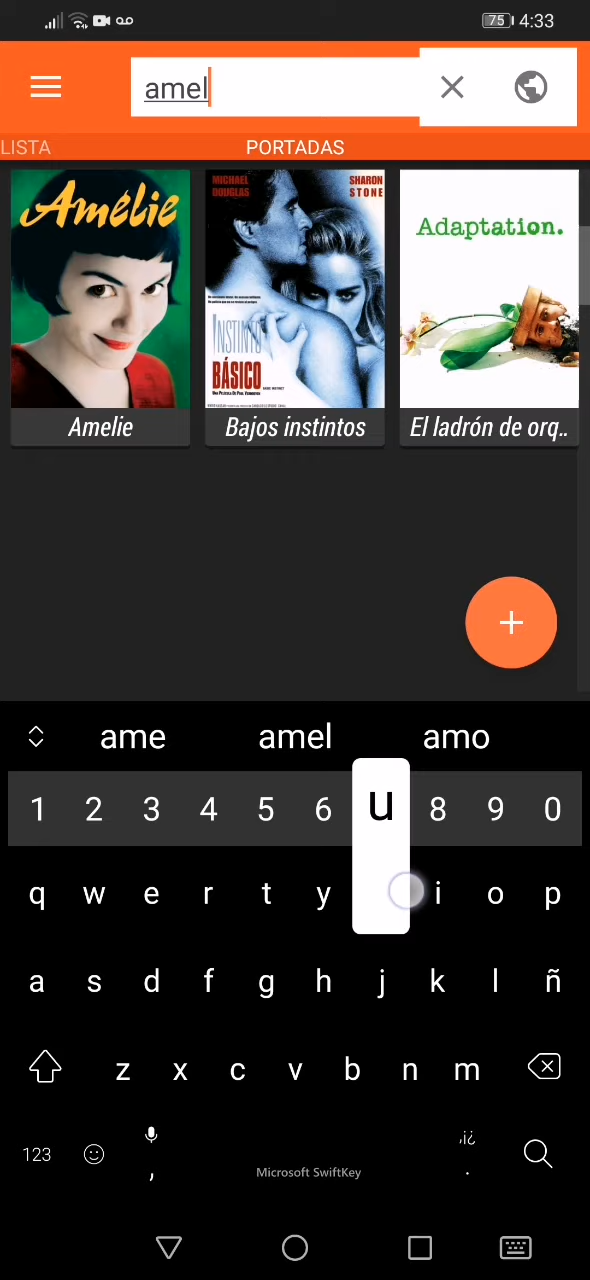 75 4:33
amel
LISTA PORTADAS
Amélie
MICHAEL DOUGLAS
SHARON STONE
INSTINTO
BÁSICO
Adaptation.
Amelie
Bajos instintos
El ladrón de orq..
+
ame amel amo
1 2 3 4 5 6 u 8 9 0
q w e r t y i o p
a s d f g h j k l ñ
z x c v b n m
123 , Microsoft SwiftKey ,¡¿ .